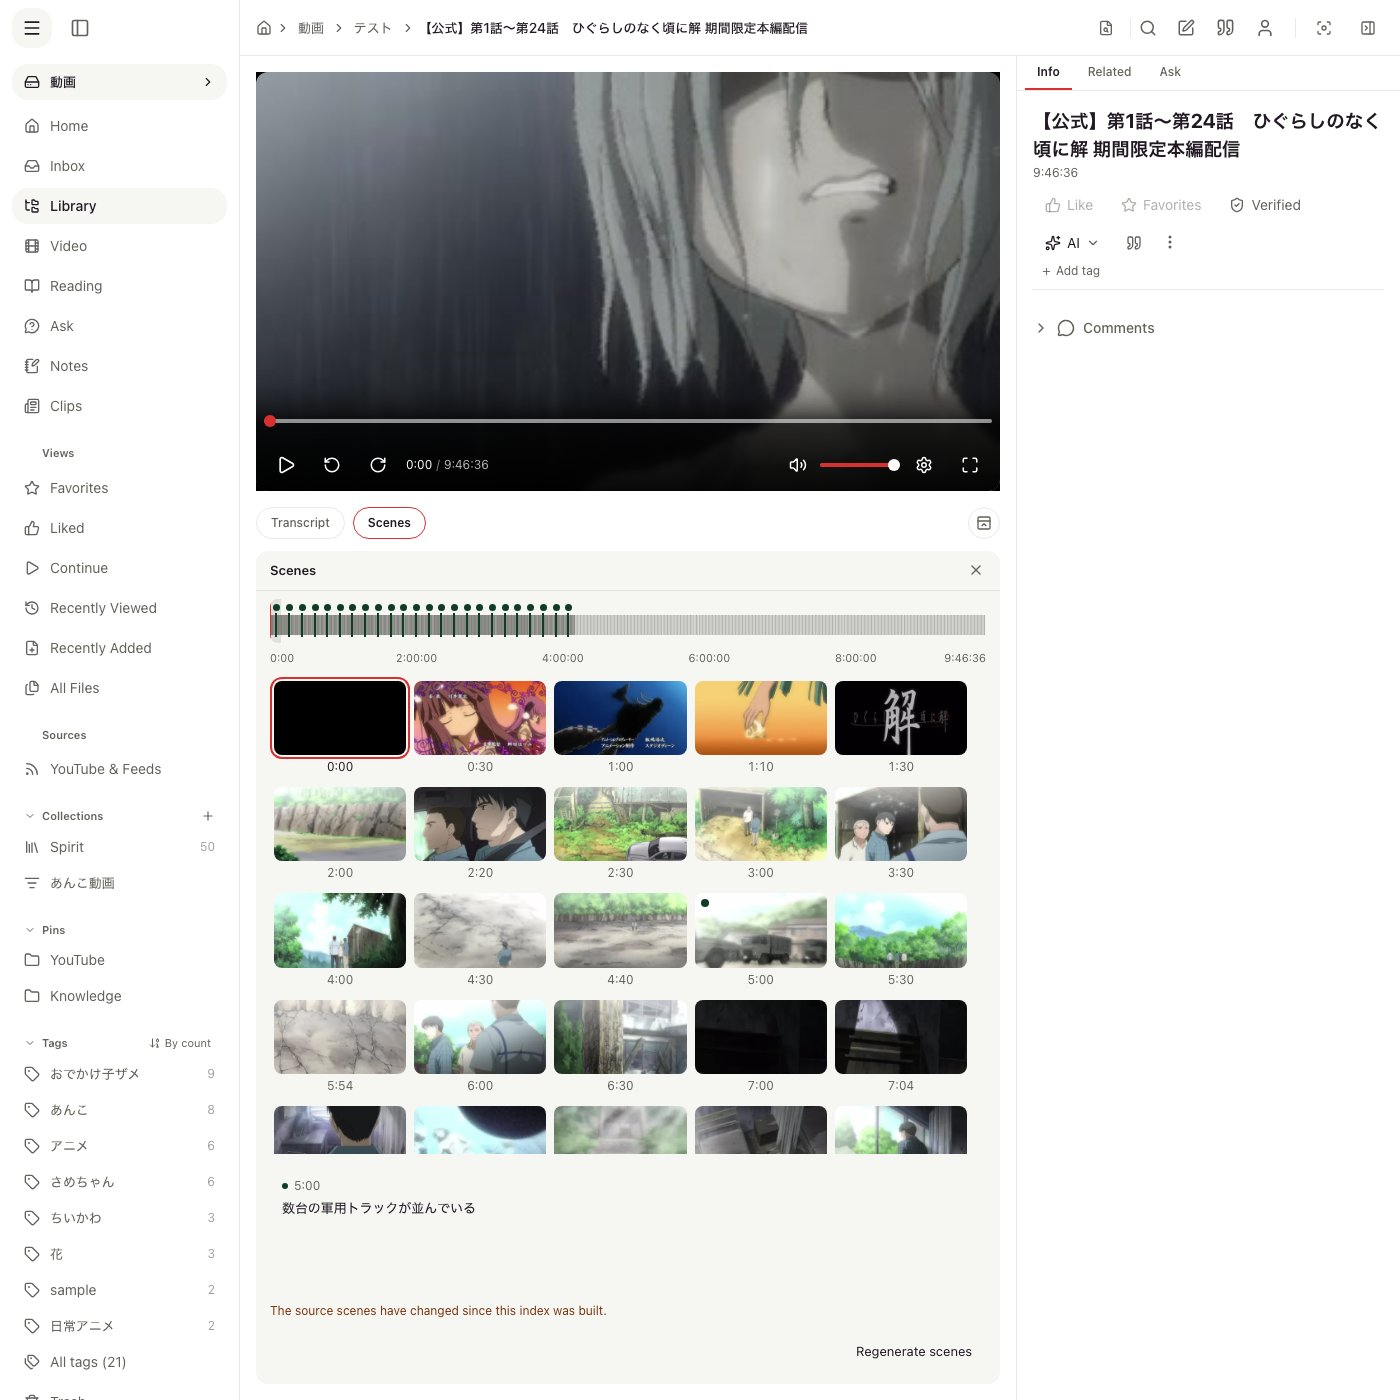 動画
Home
Inbox
Library
Video
Reading
Ask
Notes
Clips
Views
Favorites
Liked
Continue
Recently Viewed
Recently Added
All Files
Sources
YouTube & Feeds
Collections
Spirit 50
あんこ動画
Pins
YouTube
Knowledge
Tags By count
おでかけ子ザメ 9
あんこ 8
アニメ 6
さめちゃん 6
ちいかわ 3
花 3
sample 2
日常アニメ 2
All tags (21)
動画 テスト 【公式】第1話〜第24話 ひぐらしのなく頃に解 期間限定本編配信
0:00 / 9:46:36
Transcript Scenes
Scenes
0:00 2:00:00 4:00:00 6:00:00 8:00:00 9:46:36
解
0:00 0:30 1:00 1:10 1:30
2:00 2:20 2:30 3:00 3:30
4:00 4:30 4:40 5:00 5:30
5:54 6:00 6:30 7:00 7:04
5:00
数台の軍用トラックが並んでいる
The source scenes have changed since this index was built.
Regenerate scenes
Info Related Ask
【公式】第1話〜第24話 ひぐらしのなく
頃に解 期間限定本編配信
9:46:36
Like Favorites Verified
AI
+ Add tag
Comments